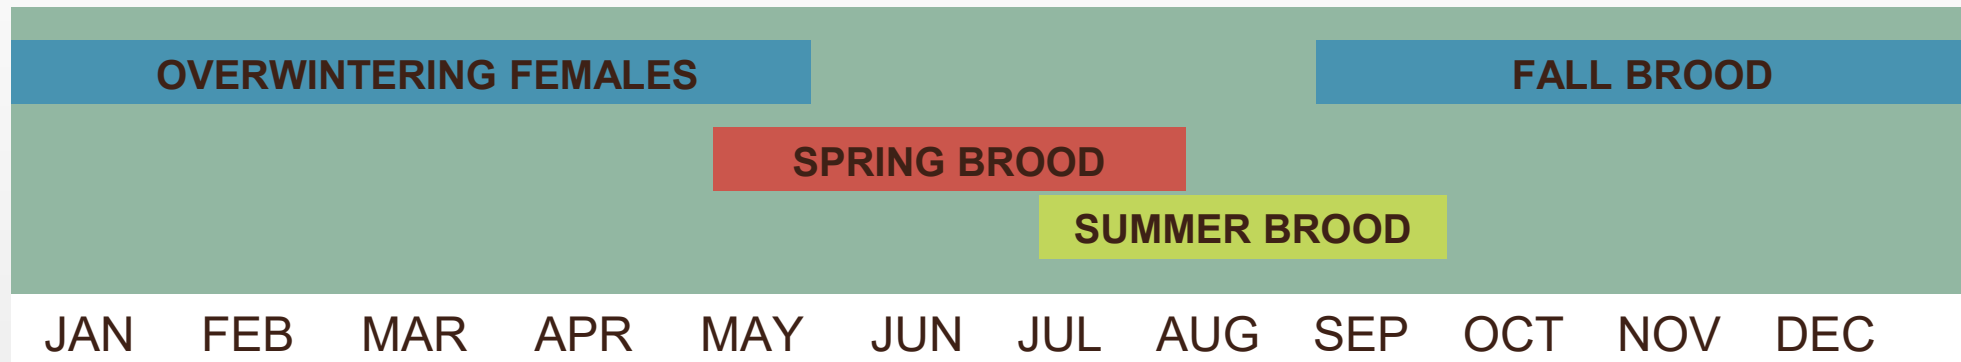 OVERWINTERING FEMALES
FALL BROOD
SPRING BROOD
SUMMER BROOD
JAN FEB MAR APR MAY JUN JUL AUG SEP OCT NOV DEC